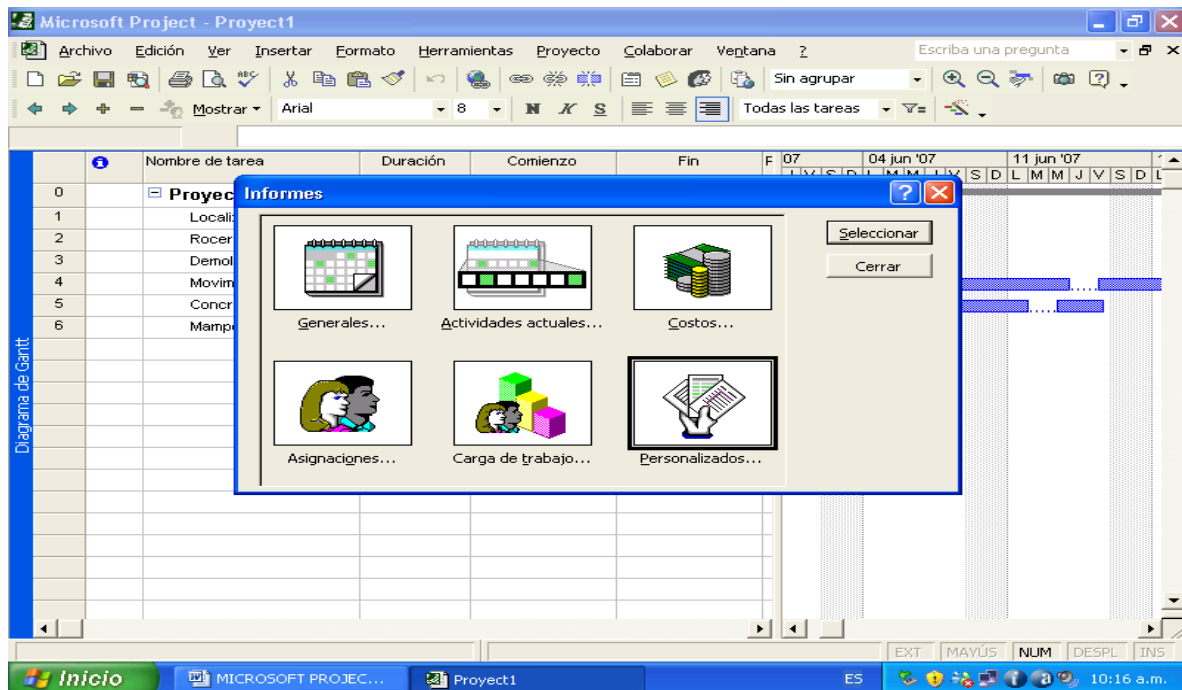 Microsoft Project - Proyect1
Archivo Edición Ver Insertar Formato Herramientas Proyecto Colaborar Ventana ? Escriba una pregunta
Sin agrupar
Mostrar Arial 8 N K S Todas las tareas
Nombre de tarea Duración Comienzo Fin F 07 04 jun '07 11 jun '07
S D L M M J V S D L
0 Proyec
1 Locali
2 Rocer
3 Demol
4 Movim
5 Concr
6 Mampo
Diagrama de Gantt
Informes
Seleccionar
Cerrar
Generales... Actividades actuales... Costos...
Asignaciones... Carga de trabajo... Personalizados...
EXT MAYÚS NUM DESPL INS
Inicio MICROSOFT PROJEC... Proyect1 ES 10:16 a.m.